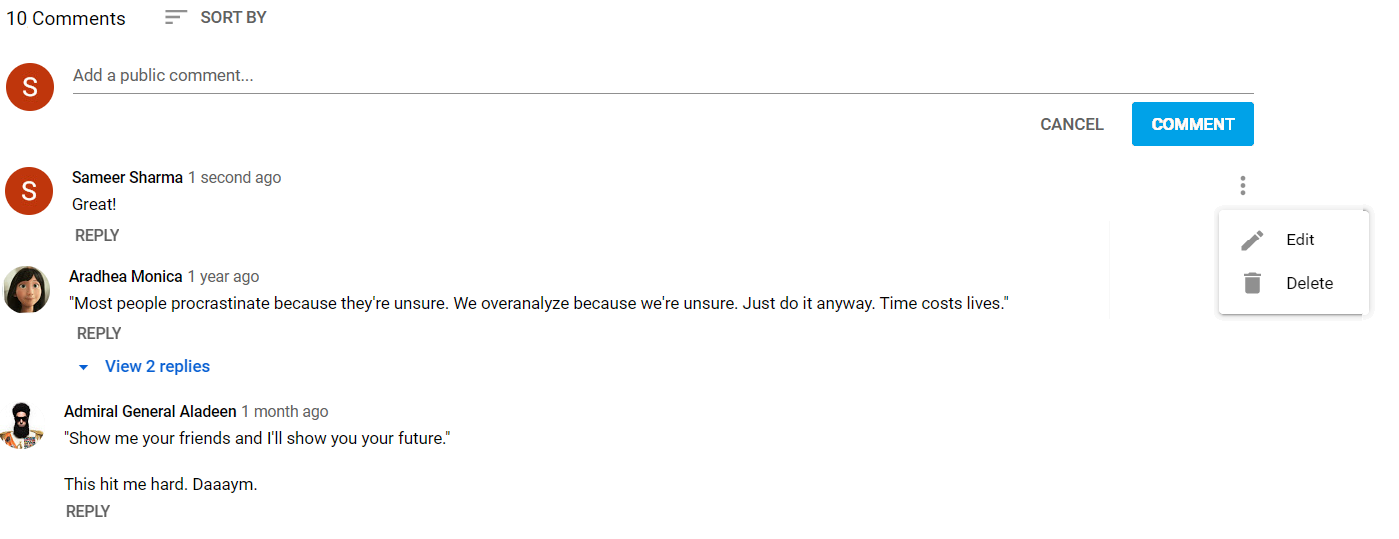 10 Comments SORT BY
S Add a public comment...
CANCEL COMMENT
S Sameer Sharma 1 second ago
Great!
REPLY
Edit
Delete
Aradhea Monica 1 year ago
"Most people procrastinate because they're unsure. We overanalyze because we're unsure. Just do it anyway. Time costs lives."
REPLY
View 2 replies
Admiral General Aladeen 1 month ago
"Show me your friends and I'll show you your future."
This hit me hard. Daaaym.
REPLY